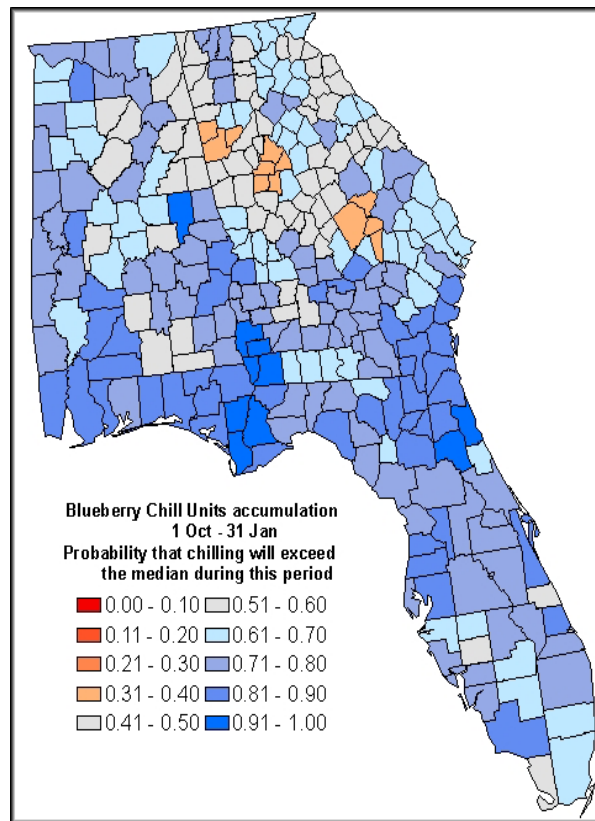 Blueberry Chill Units accumulation
1 Oct - 31 Jan
Probability that chilling will exceed
the median during this period
0.00 - 0.10 0.51 - 0.60
0.11 - 0.20 0.61 - 0.70
0.21 - 0.30 0.71 - 0.80
0.31 - 0.40 0.81 - 0.90
0.41 - 0.50 0.91 - 1.00